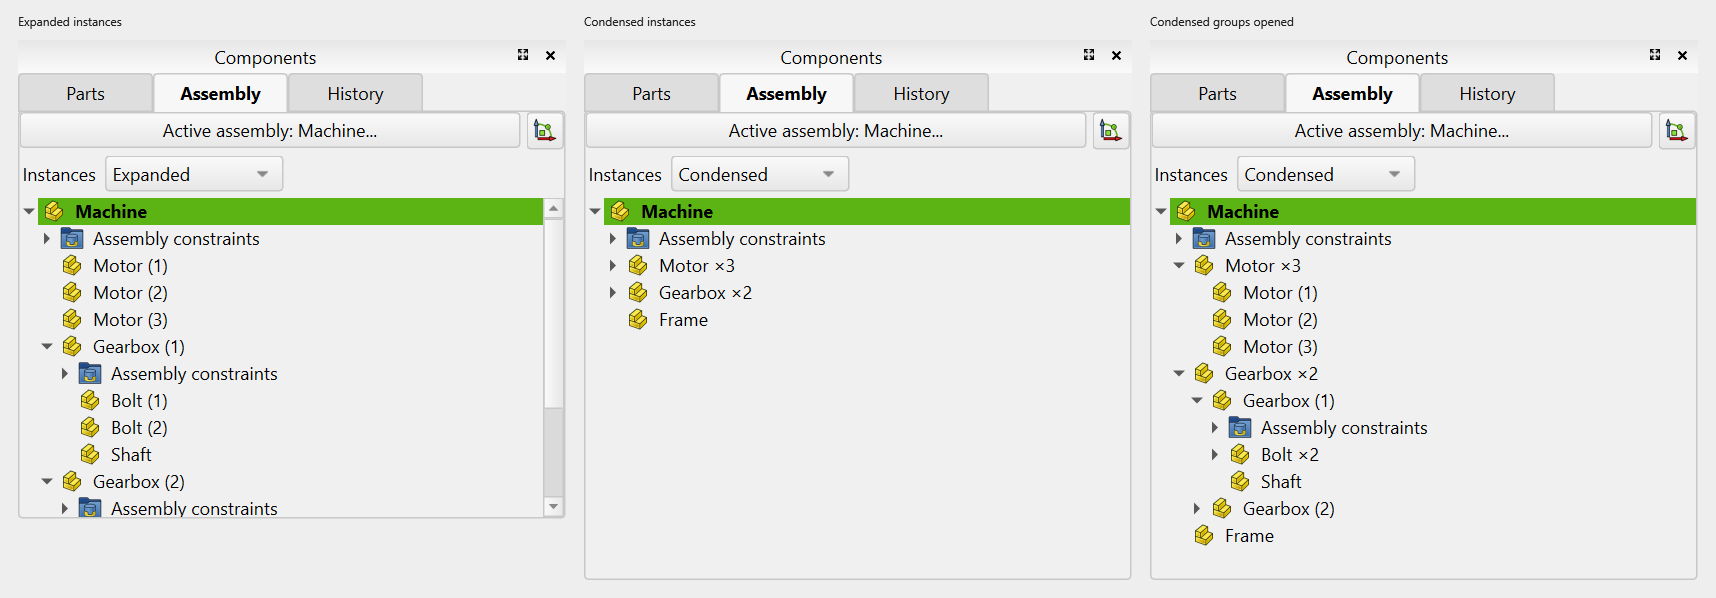 Expanded instances
Components
Parts
Assembly
History
Active assembly: Machine...
Instances
Expanded
Machine
Assembly constraints
Motor (1)
Motor (2)
Motor (3)
Gearbox (1)
Assembly constraints
Bolt (1)
Bolt (2)
Shaft
Gearbox (2)
Assembly constraints
Condensed instances
Components
Parts
Assembly
History
Active assembly: Machine...
Instances
Condensed
Machine
Assembly constraints
Motor ×3
Gearbox ×2
Frame
Condensed groups opened
Components
Parts
Assembly
History
Active assembly: Machine...
Instances
Condensed
Machine
Assembly constraints
Motor ×3
Motor (1)
Motor (2)
Motor (3)
Gearbox ×2
Gearbox (1)
Assembly constraints
Bolt ×2
Shaft
Gearbox (2)
Frame